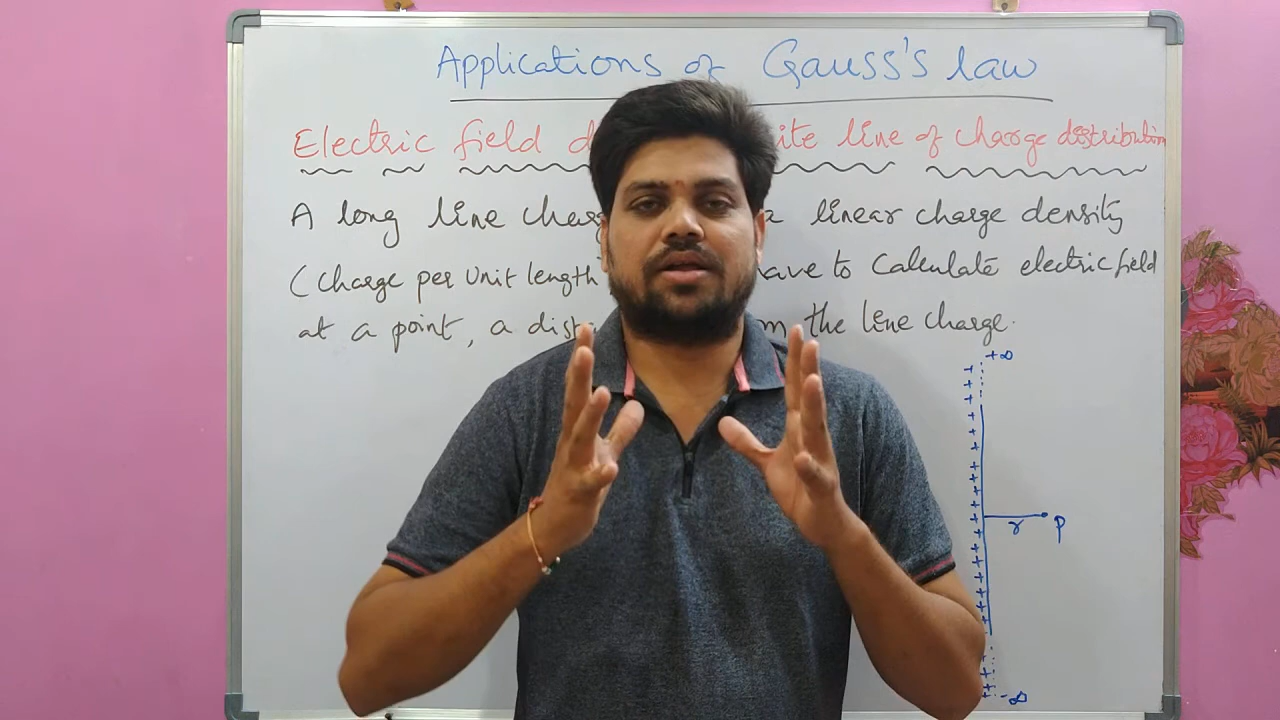 Applications of Gauss's law
Electric field d ite line of charge distribution
A long line charg a linear charge density
(charge per unit length ave to calculate electric field
at a point, a dist m the line charge.
+∞
r P
-∞